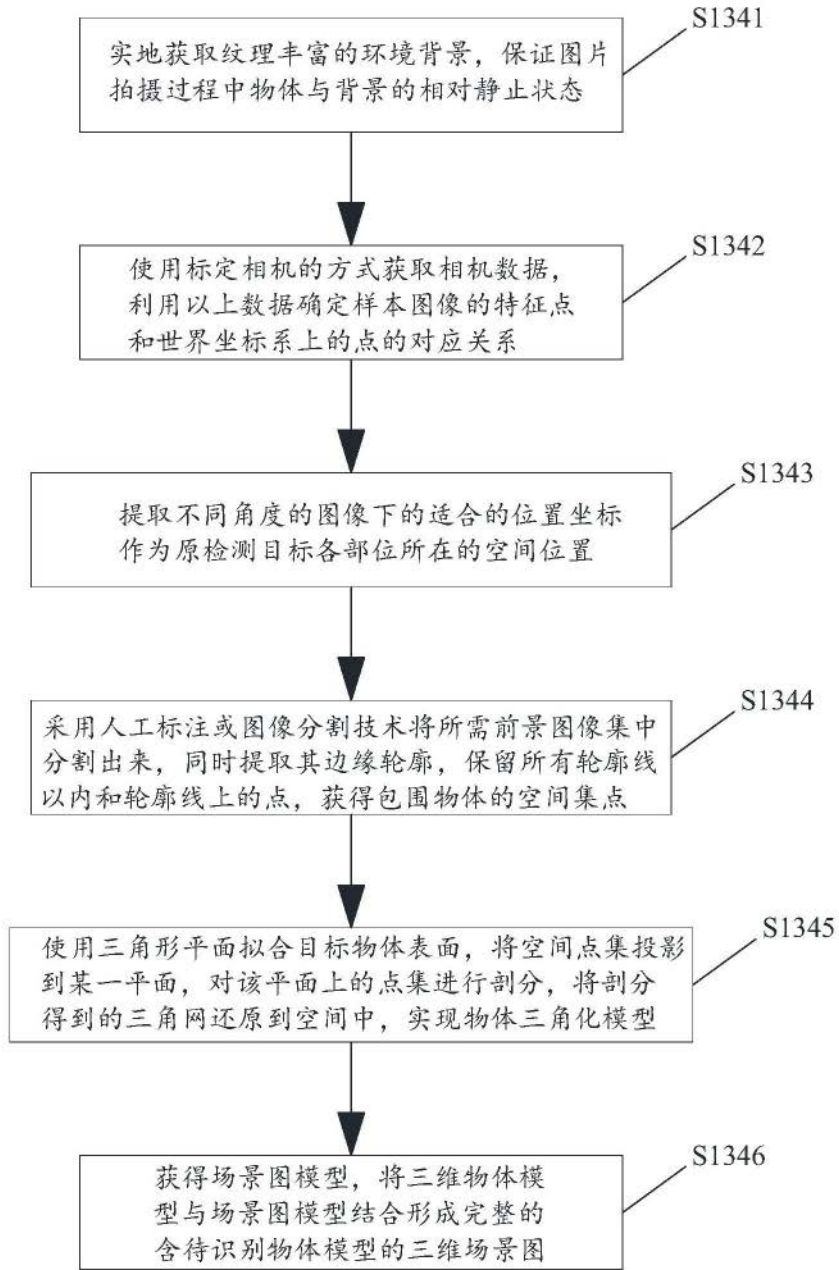 S1341
实地获取纹理丰富的环境背景，保证图片
拍摄过程中物体与背景的相对静止状态
S1342
使用标定相机的方式获取相机数据，
利用以上数据确定样本图像的特征点
和世界坐标系上的点的对应关系
S1343
提取不同角度的图像下的适合的位置坐标
作为原检测目标各部位所在的空间位置
S1344
采用人工标注或图像分割技术将所需前景图像集中
分割出来，同时提取其边缘轮廓，保留所有轮廓线
以内和轮廓线上的点，获得包围物体的空间集点
S1345
使用三角形平面拟合目标物体表面，将空间点集投影
到某一平面，对该平面上的点集进行剖分，将剖分
得到的三角网还原到空间中，实现物体三角化模型
S1346
获得场景图模型，将三维物体模
型与场景图模型结合形成完整的
含待识别物体模型的三维场景图